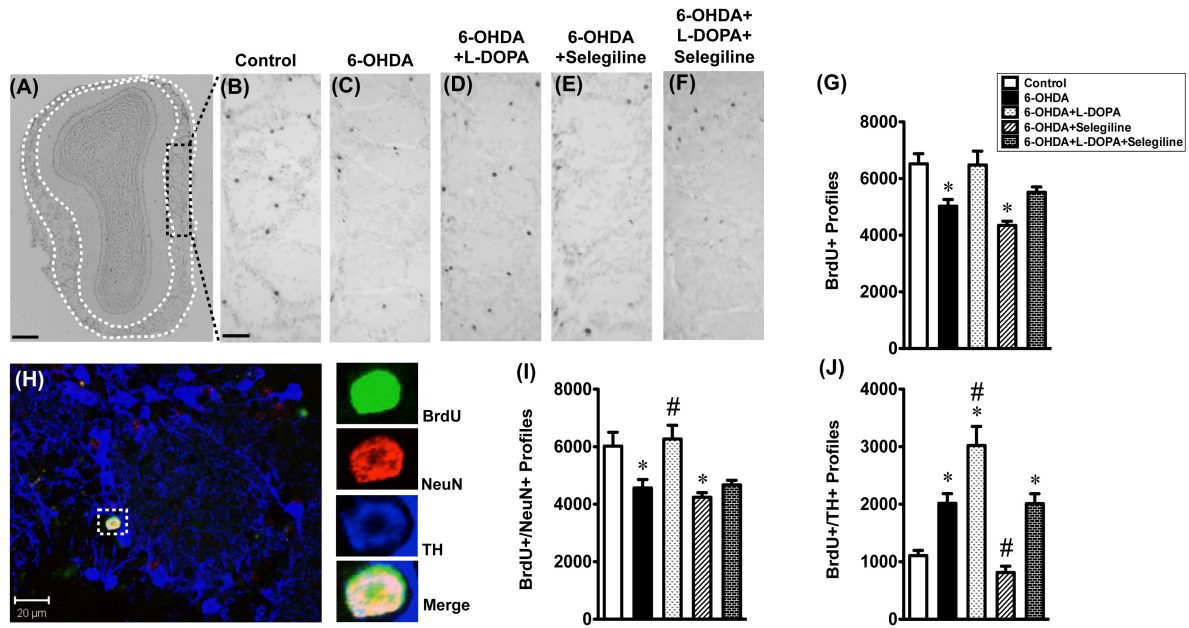 Control
6-OHDA
6-OHDA
+L-DOPA
6-OHDA
+Selegiline
6-OHDA+
L-DOPA+
Selegiline
(A)
(B)
(C)
(D)
(E)
(F)
(G)
Control
6-OHDA
6-OHDA+L-DOPA
6-OHDA+Selegiline
6-OHDA+L-DOPA+Selegiline
BrdU+ Profiles
8000
6000
4000
2000
0
*
*
(H)
20 µm
BrdU
NeuN
TH
Merge
(I)
BrdU+/NeuN+ Profiles
8000
6000
4000
2000
0
*
#
*
(J)
BrdU+/TH+ Profiles
4000
3000
2000
1000
0
*
#
*
#
*